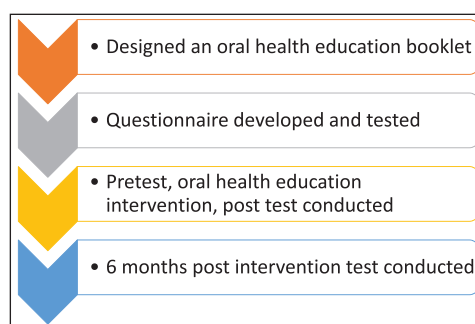 • Designed an oral health education booklet
• Questionnaire developed and tested
• Pretest, oral health education
intervention, post test conducted
• 6 months post intervention test conducted